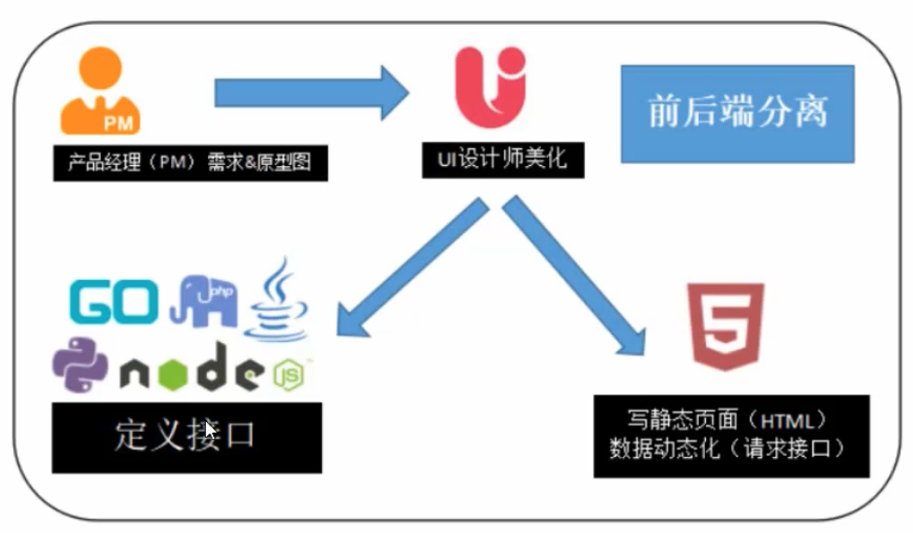 PM
产品经理（PM） 需求&原型图
UI设计师美化
前后端分离
GO
php
node
JS
定义接口
5
写静态页面（HTML）
数据动态化（请求接口）